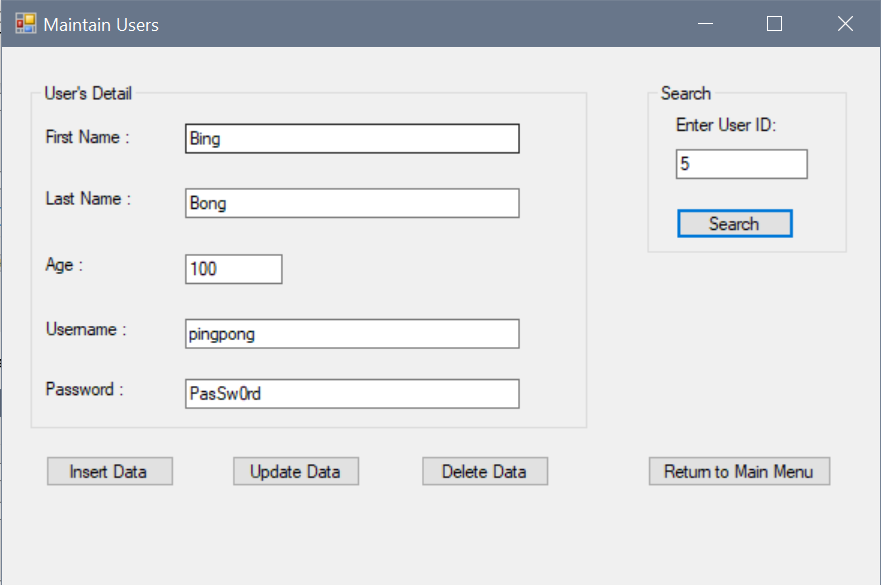 Maintain Users
User's Detail
First Name : Bing
Last Name : Bong
Age : 100
Username : pingpong
Password : PasSw0rd
Search
Enter User ID:
5
Search
Insert Data Update Data Delete Data Return to Main Menu